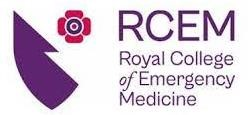 RCEM
Royal College
of Emergency
Medicine